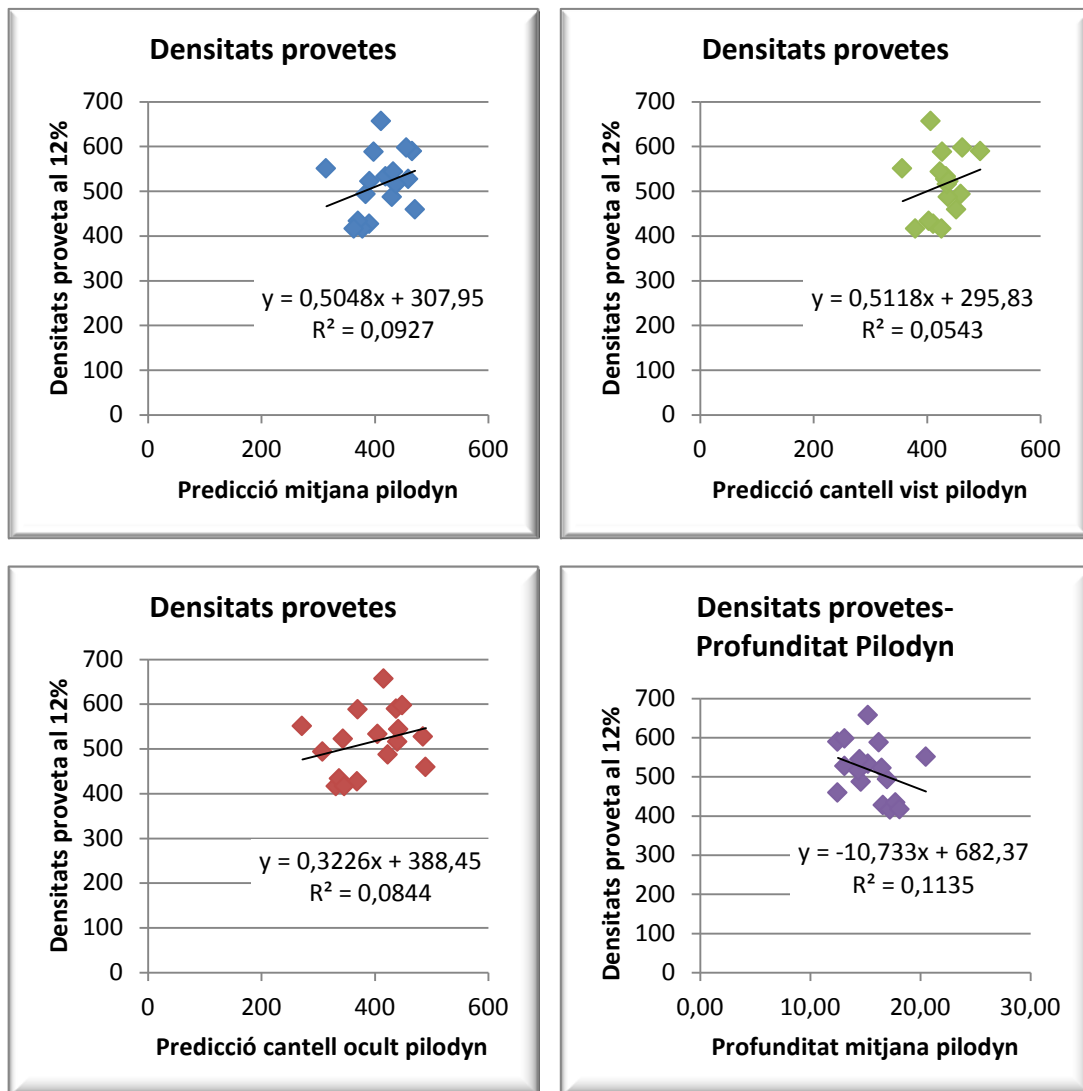 Densitats provetes
Densitats proveta al 12%
700
600
500
400
300
200
100
0
y = 0,5048x + 307,95
R² = 0,0927
0 200 400 600
Predicció mitjana pilodyn
Densitats provetes
Densitats proveta al 12%
700
600
500
400
300
200
100
0
y = 0,5118x + 295,83
R² = 0,0543
0 200 400 600
Predicció cantell vist pilodyn
Densitats provetes
Densitats proveta al 12%
700
600
500
400
300
200
100
0
y = 0,3226x + 388,45
R² = 0,0844
0 200 400 600
Predicció cantell ocult pilodyn
Densitats provetes-
Profunditat Pilodyn
Densitats proveta al 12%
700
600
500
400
300
200
100
0
y = -10,733x + 682,37
R² = 0,1135
0,00 10,00 20,00 30,00
Profunditat mitjana pilodyn